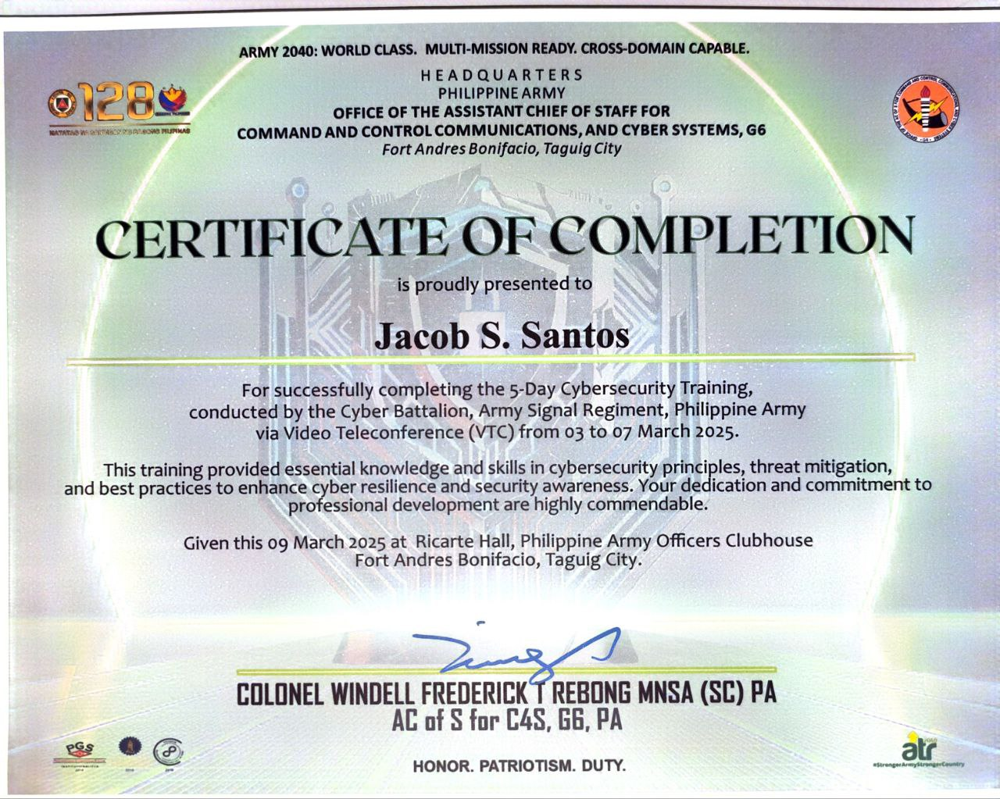 ARMY 2040: WORLD CLASS. MULTI-MISSION READY. CROSS-DOMAIN CAPABLE.
HEADQUARTERS
PHILIPPINE ARMY
OFFICE OF THE ASSISTANT CHIEF OF STAFF FOR
COMMAND AND CONTROL COMMUNICATIONS, AND CYBER SYSTEMS, G6
Fort Andres Bonifacio, Taguig City
128
CERTIFICATE OF COMPLETION
is proudly presented to
Jacob S. Santos
For successfully completing the 5-Day Cybersecurity Training,
conducted by the Cyber Battalion, Army Signal Regiment, Philippine Army
via Video Teleconference (VTC) from 03 to 07 March 2025.
This training provided essential knowledge and skills in cybersecurity principles, threat mitigation,
and best practices to enhance cyber resilience and security awareness. Your dedication and commitment to
professional development are highly commendable.
Given this 09 March 2025 at Ricarte Hall, Philippine Army Officers Clubhouse
Fort Andres Bonifacio, Taguig City.
COLONEL WINDELL FREDERICK T REBONG MNSA (SC) PA
AC of S for C4S, G6, PA
PGS
atr
#StrongerArmyStrongerCountry
HONOR. PATRIOTISM. DUTY.